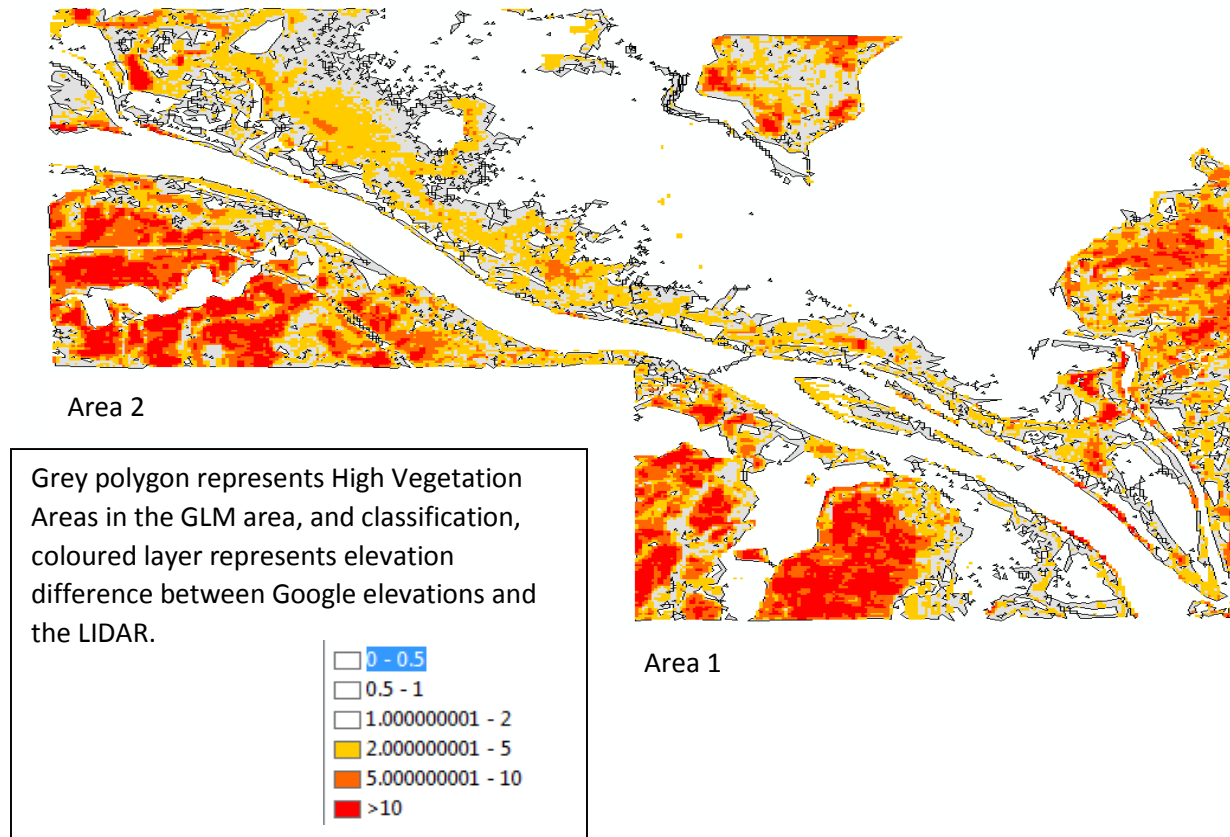 Area 2
Grey polygon represents High Vegetation
Areas in the GLM area, and classification,
coloured layer represents elevation
difference between Google elevations and
the LIDAR.
0 - 0.5
0.5 - 1
1.000000001 - 2
2.000000001 - 5
5.000000001 - 10
>10
Area 1